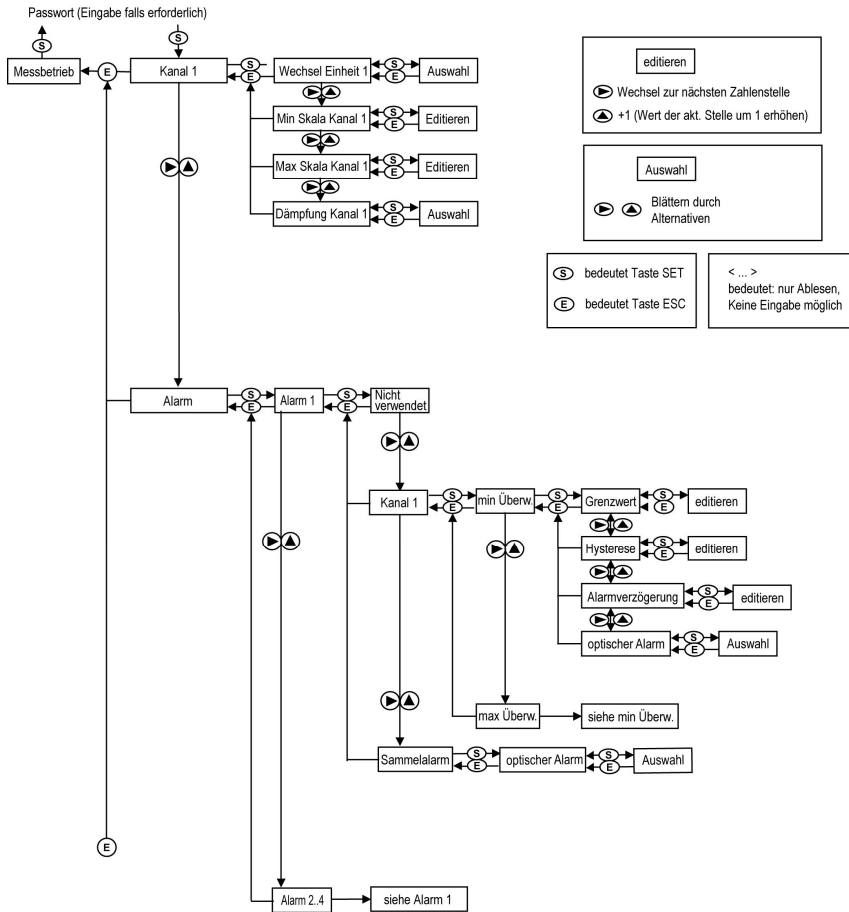 Passwort (Eingabe falls erforderlich)
S
S
Messbetrieb
E
Kanal 1
S
E
Wechsel Einheit 1
S
E
Auswahl
Min Skala Kanal 1
S
E
Editieren
Max Skala Kanal 1
S
E
Editieren
Dämpfung Kanal 1
S
E
Auswahl
editieren
Wechsel zur nächsten Zahlenstelle
+1 (Wert der akt. Stelle um 1 erhöhen)
Auswahl
Blättern durch
Alternativen
S bedeutet Taste SET
E bedeutet Taste ESC
< ... >
bedeutet: nur Ablesen,
Keine Eingabe möglich
Alarm
S
E
Alarm 1
S
E
Nicht
verwendet
Kanal 1
S
E
min Überw.
S
E
Grenzwert
S
E
editieren
Hysterese
S
E
editieren
Alarmverzögerung
S
E
editieren
optischer Alarm
S
E
Auswahl
max Überw.
siehe min Überw.
Sammelalarm
S
E
optischer Alarm
S
E
Auswahl
E
Alarm 2..4
siehe Alarm 1